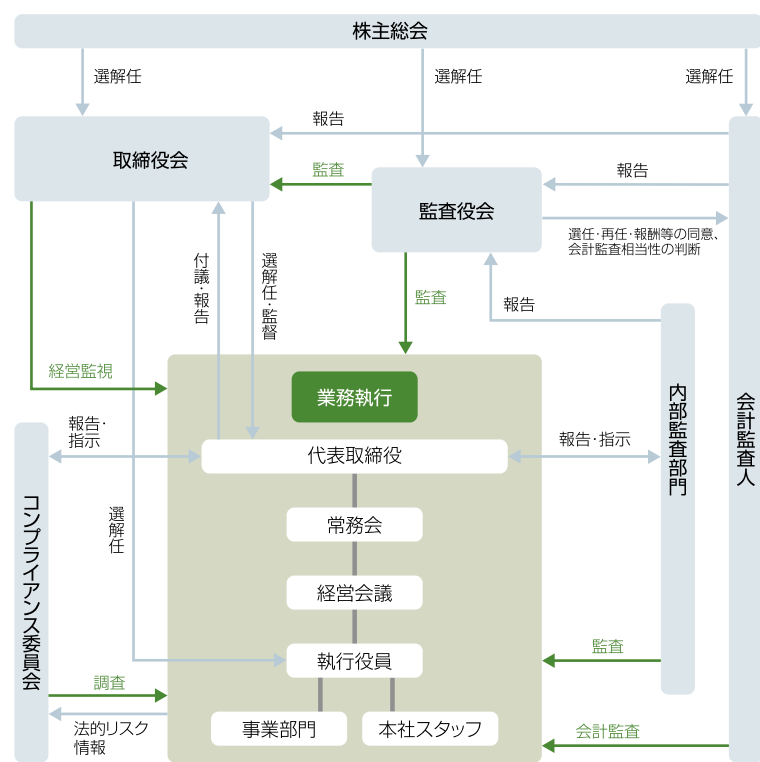 株主総会
選解任
選解任
選解任
報告
取締役会
監査
報告
監査役会
選任・再任・報酬等の同意、
会計監査相当性の判断
付議・報告
選解任・監督
監査
報告
経営監視
業務執行
内部監査部門
会計監査人
報告・
指示
代表取締役
報告・指示
コンプライアンス委員会
選解任
常務会
経営会議
執行役員
監査
調査
法的リスク
情報
事業部門
本社スタッフ
会計監査